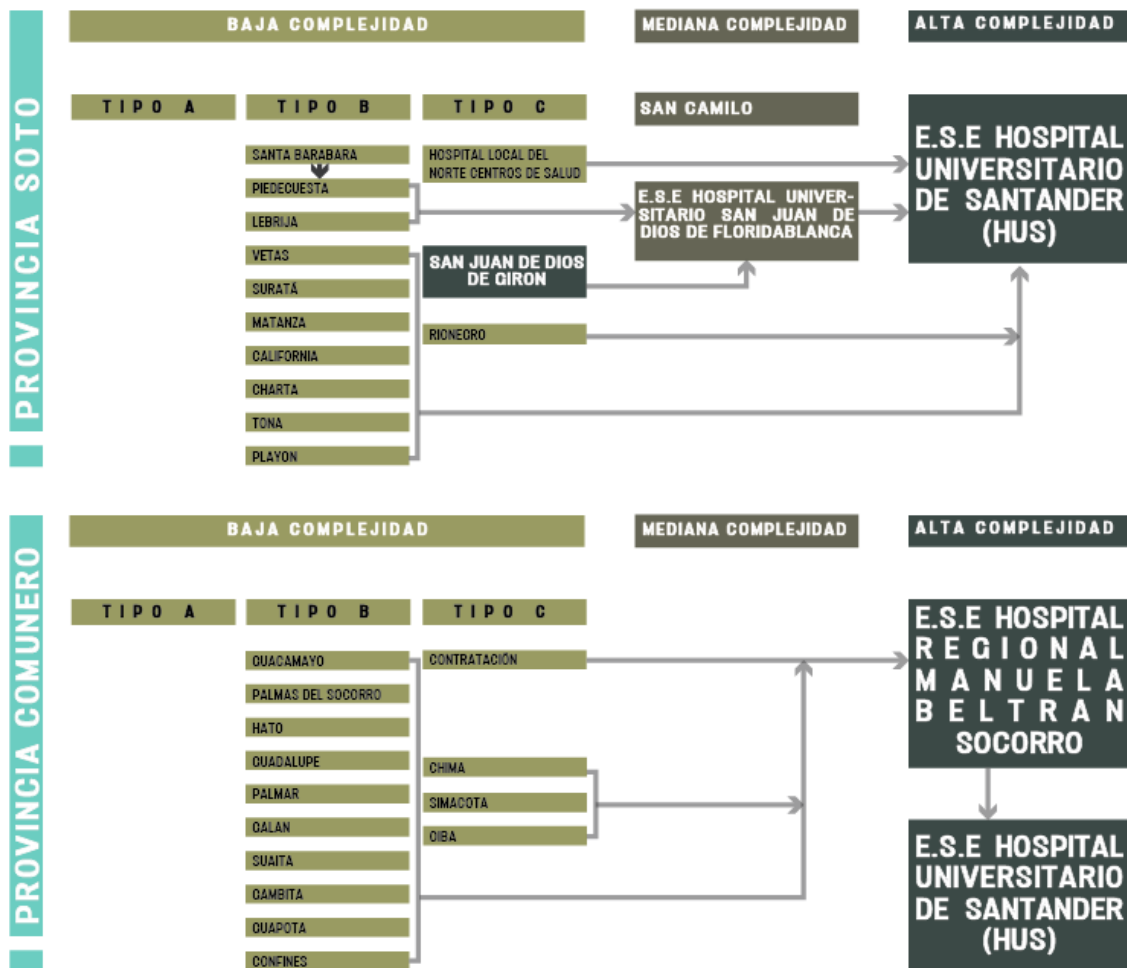 PROVINCIA SOTO
BAJA COMPLEJIDAD
MEDIANA COMPLEJIDAD
ALTA COMPLEJIDAD
TIPO A
TIPO B
TIPO C
SAN CAMILO
E.S.E HOSPITAL
UNIVERSITARIO
DE SANTANDER
(HUS)
SANTA BARABARA
PIEDECUESTA
LEBRIJA
VETAS
SURATÁ
MATANZA
CALIFORNIA
CHARTA
TONA
PLAYON
HOSPITAL LOCAL DEL
NORTE CENTROS DE SALUD
SAN JUAN DE DIOS
DE GIRON
RIONEGRO
E.S.E HOSPITAL UNIVER-
SITARIO SAN JUAN DE
DIOS DE FLORIDABLANCA
PROVINCIA COMUNERO
BAJA COMPLEJIDAD
MEDIANA COMPLEJIDAD
ALTA COMPLEJIDAD
TIPO A
TIPO B
TIPO C
GUACAMAYO
PALMAS DEL SOCORRO
HATO
GUADALUPE
PALMAR
GALAN
SUAITA
GAMBITA
GUAPOTA
CONFINES
CONTRATACIÓN
CHIMA
SIMACOTA
OIBA
E.S.E HOSPITAL
REGIONAL
MANUELA
BELTRAN
SOCORRO
E.S.E HOSPITAL
UNIVERSITARIO
DE SANTANDER
(HUS)